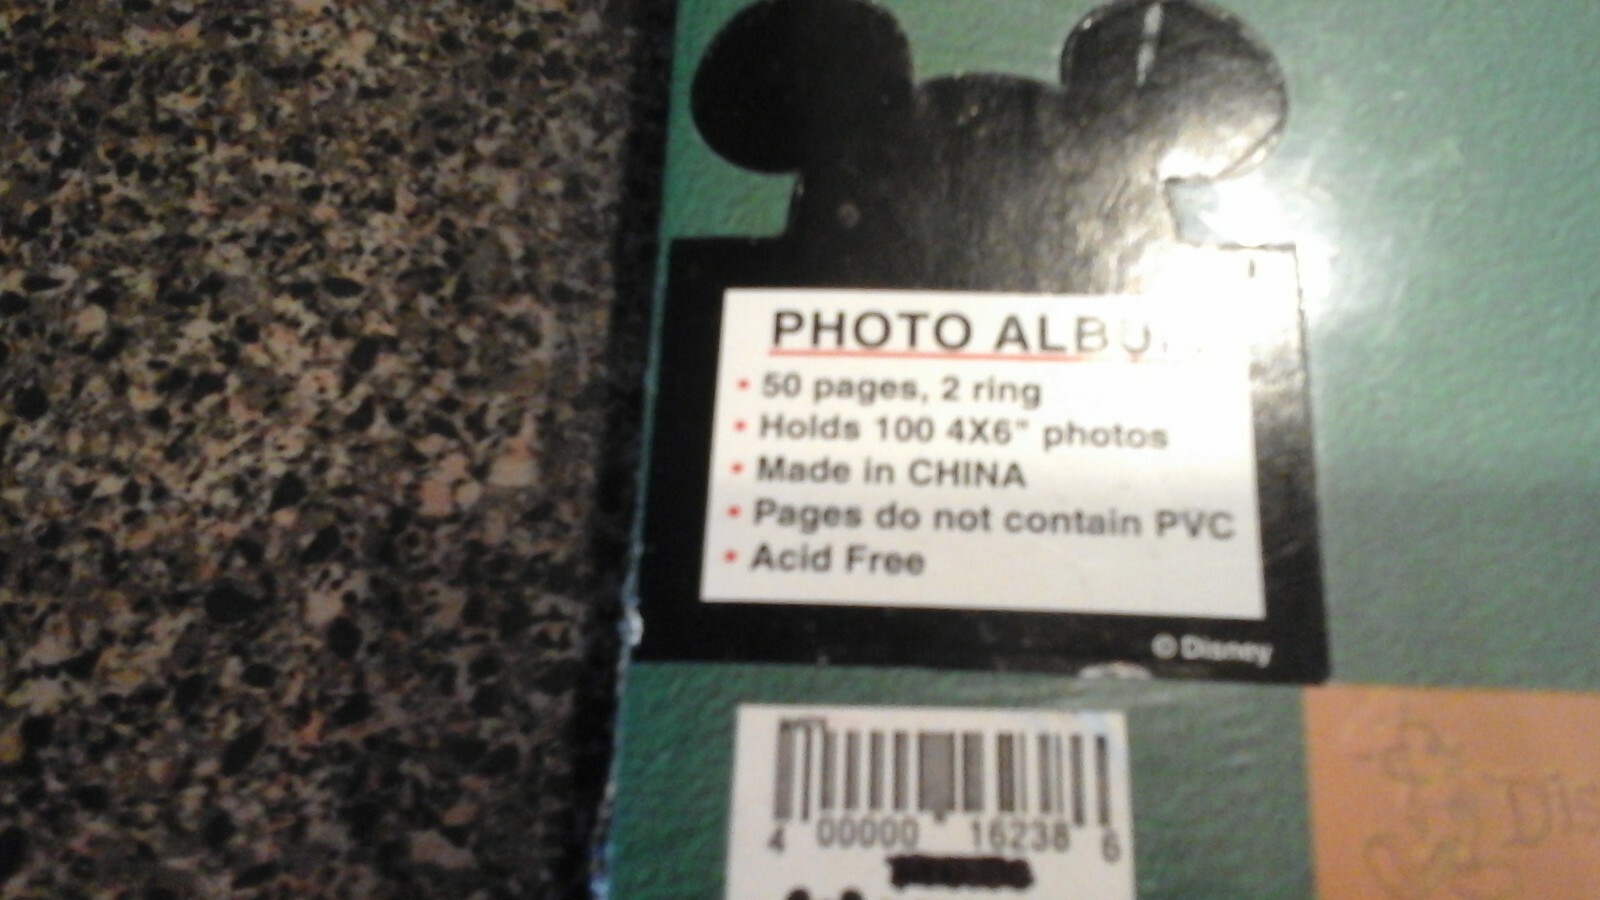 PHOTO ALBU
• 50 pages, 2 ring
• Holds 100 4X6" photos
• Made in CHINA
• Pages do not contain PVC
• Acid Free
© Disney
4 00000 16238 6
Dis